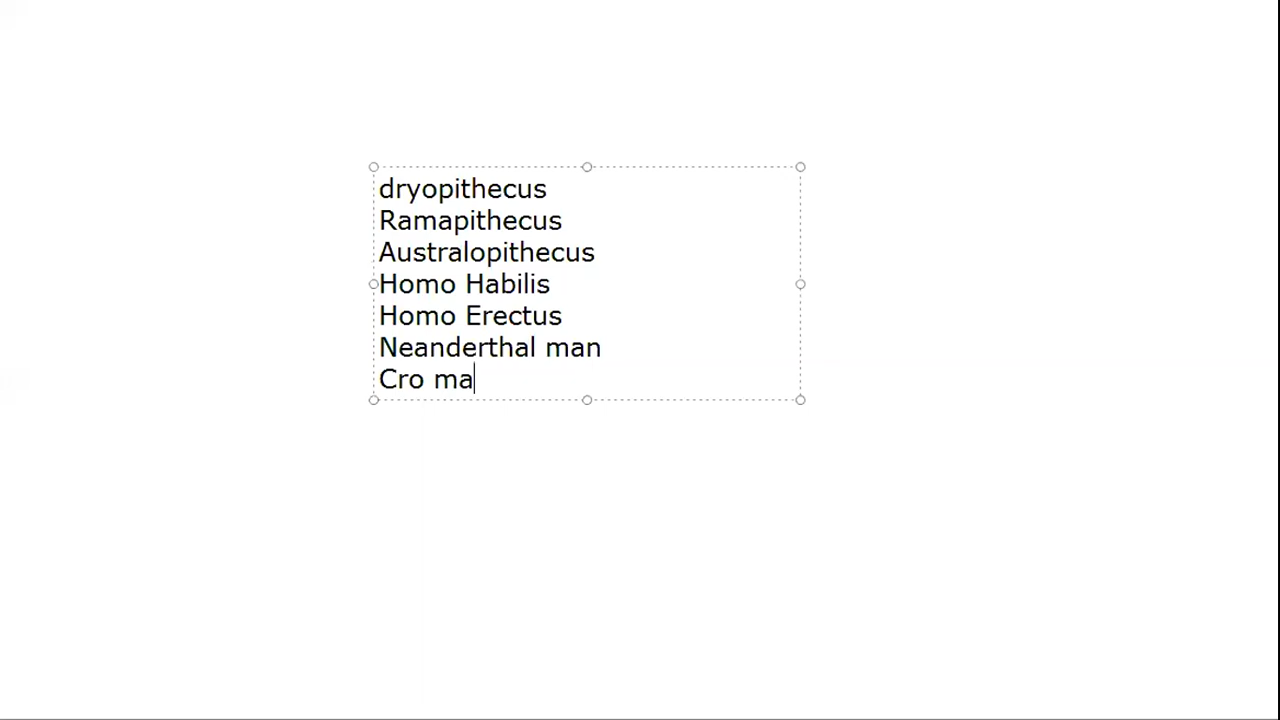 dryopithecus
Ramapithecus
Australopithecus
Homo Habilis
Homo Erectus
Neanderthal man
Cro ma